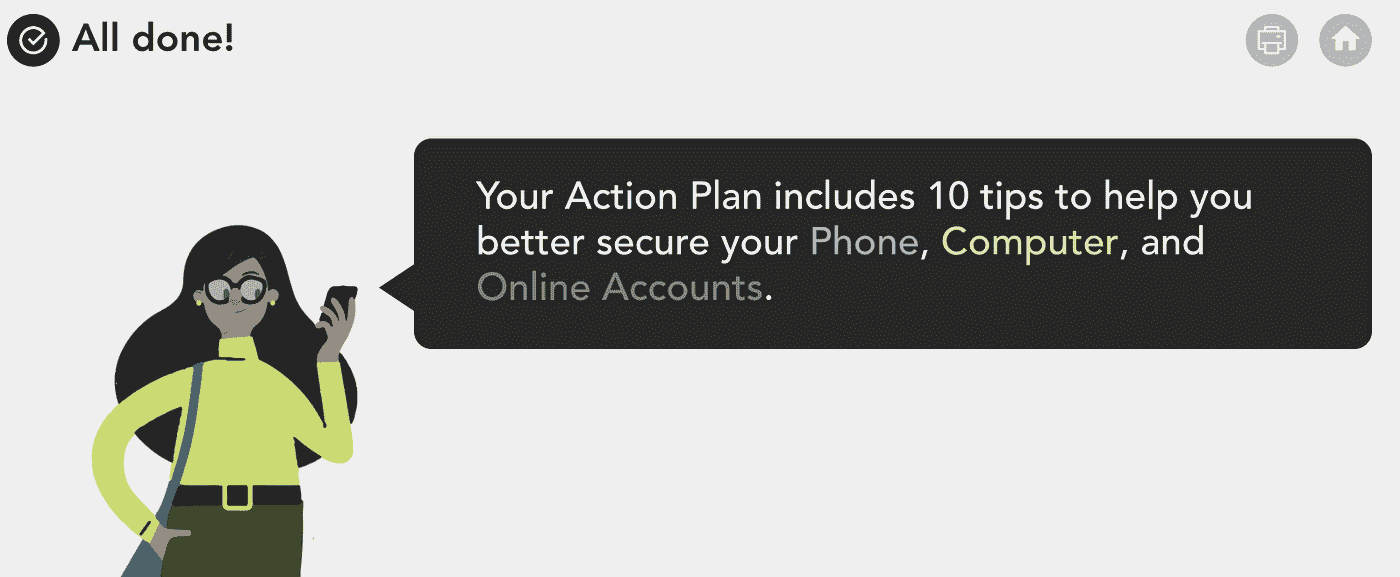 All done!
Your Action Plan includes 10 tips to help you
better secure your Phone, Computer, and
Online Accounts.